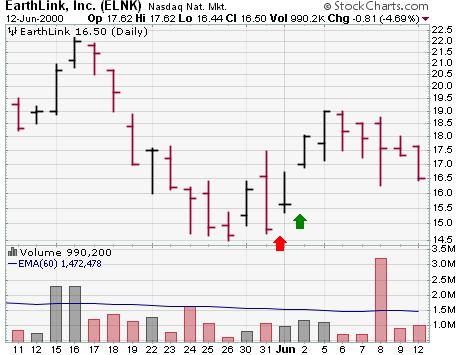 EarthLink, Inc. (ELNK) Nasdaq Nat. Mkt. © StockCharts.com
12-Jun-2000 Op 17.62 Hi 17.62 Lo 16.44 Cl 16.50 Vol 990.2K Chg -0.81 (-4.69%)
EarthLink 16.50 (Daily)
22.5
22.0
21.5
21.0
20.5
20.0
19.5
19.0
18.5
18.0
17.5
17.0
16.5
16.0
15.5
15.0
14.5
Volume 990,200
EMA(60) 1,472,478
3.5M
3.0M
2.5M
2.0M
1.5M
1.0M
11 12 15 16 17 18 19 22 23 24 25 26 30 31 Jun 2 5 6 7 8 9 12